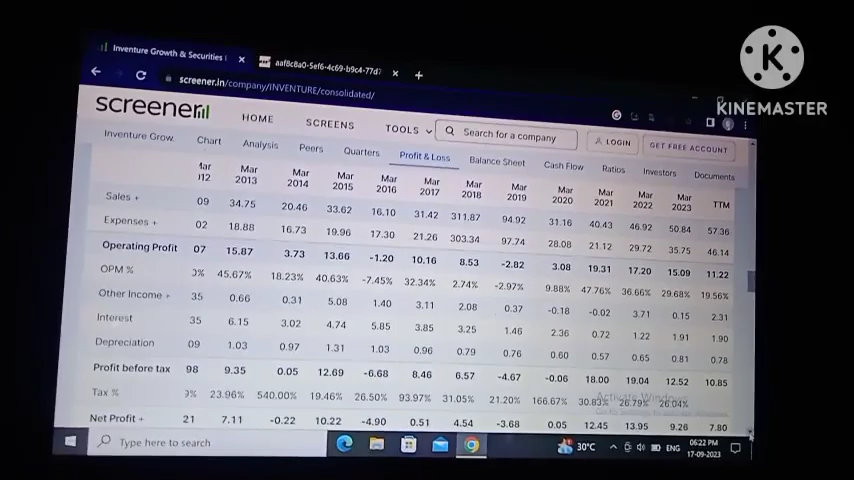 Inventure Growth & Securities
aaf8c8a0-5ef6-4c69-b9c4-77d7
screener.in/company/INVENTURE/consolidated/
K
KINEMASTER
screener
HOME
SCREENS
TOOLS
Search for a company
LOGIN
GET FREE ACCOUNT
Inventure Grow.
Chart
Analysis
Peers
Quarters
Profit & Loss
Balance Sheet
Cash Flow
Ratios
Investors
Documents
Mar 2013 Mar 2014 Mar 2015 Mar 2016 Mar 2017 Mar 2018 Mar 2019 Mar 2020 Mar 2021 Mar 2022 Mar 2023 TTM
Sales + 09 34.75 20.46 33.62 16.10 31.42 311.87 94.92 31.16 40.43 46.92 50.84 57.36
Expenses + 02 18.88 16.73 19.96 17.30 21.26 303.34 97.74 28.08 21.12 29.72 35.75 46.14
Operating Profit 07 15.87 3.73 13.66 -1.20 10.16 8.53 -2.82 3.08 19.31 17.20 15.09 11.22
OPM % 45.67% 18.23% 40.63% -7.45% 32.34% 2.74% -2.97% 9.88% 47.76% 36.66% 29.68% 19.56%
Other Income + 35 0.66 0.31 5.08 1.40 3.11 2.08 0.37 -0.18 -0.02 3.71 0.15 2.31
Interest 35 6.15 3.02 4.74 5.85 3.85 3.25 1.46 2.36 0.72 1.22 1.91 1.90
Depreciation 09 1.03 0.97 1.31 1.03 0.96 0.79 0.76 0.60 0.57 0.65 0.81 0.78
Profit before tax 98 9.35 0.05 12.69 -6.68 8.46 6.57 -4.67 -0.06 18.00 19.04 12.52 10.85
Tax % 23.96% 540.00% 19.46% 26.50% 93.97% 31.05% 21.20% 166.67% 30.83% 26.79% 26.04%
Activate Windows
Net Profit + 21 7.11 -0.22 10.22 -4.90 0.51 4.54 -3.68 0.05 12.45 13.95 9.26 7.80
Type here to search
30°C
ENG
06:22 PM
17-09-2023